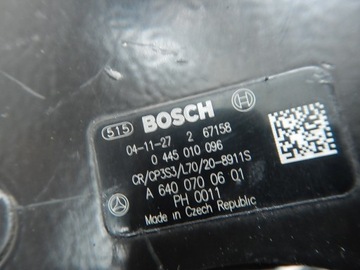 515 BOSCH
04-11-27 2 67158
0 445 010 096
CR/CP3S3/L70/20-8911S
A 640 070 06 01
PH 0011
Made in Czech Republic